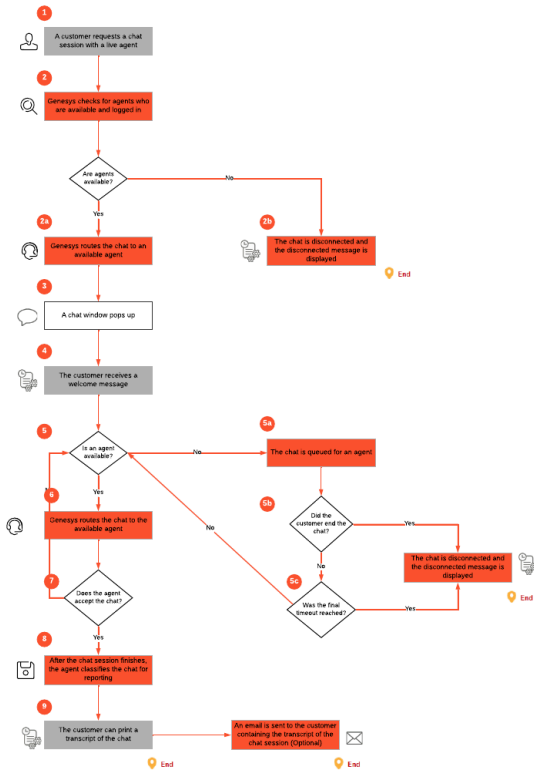 1
A customer requests a chat
session with a live agent
2
Genesys checks for agents who
are available and logged in
Are agents
available?
No
Yes
2a
Genesys routes the chat to an
available agent
2b
The chat is disconnected and
the disconnected message is
displayed
End
3
A chat window pops up
4
The customer receives a
welcome message
5
Is an agent
available?
No
5a
The chat is queued for an agent
Yes
6
Genesys routes the chat to the
available agent
5b
Did the
customer end the
chat?
Yes
No
The chat is disconnected and
the disconnected message is
displayed
End
No
5c
Was the final
timeout reached?
Yes
7
Does the agent
accept the chat?
Yes
8
After the chat session finishes,
the agent classifies the chat for
reporting
9
The customer can print a
transcript of the chat
End
An email is sent to the customer
containing the transcript of the
chat session (Optional)
End